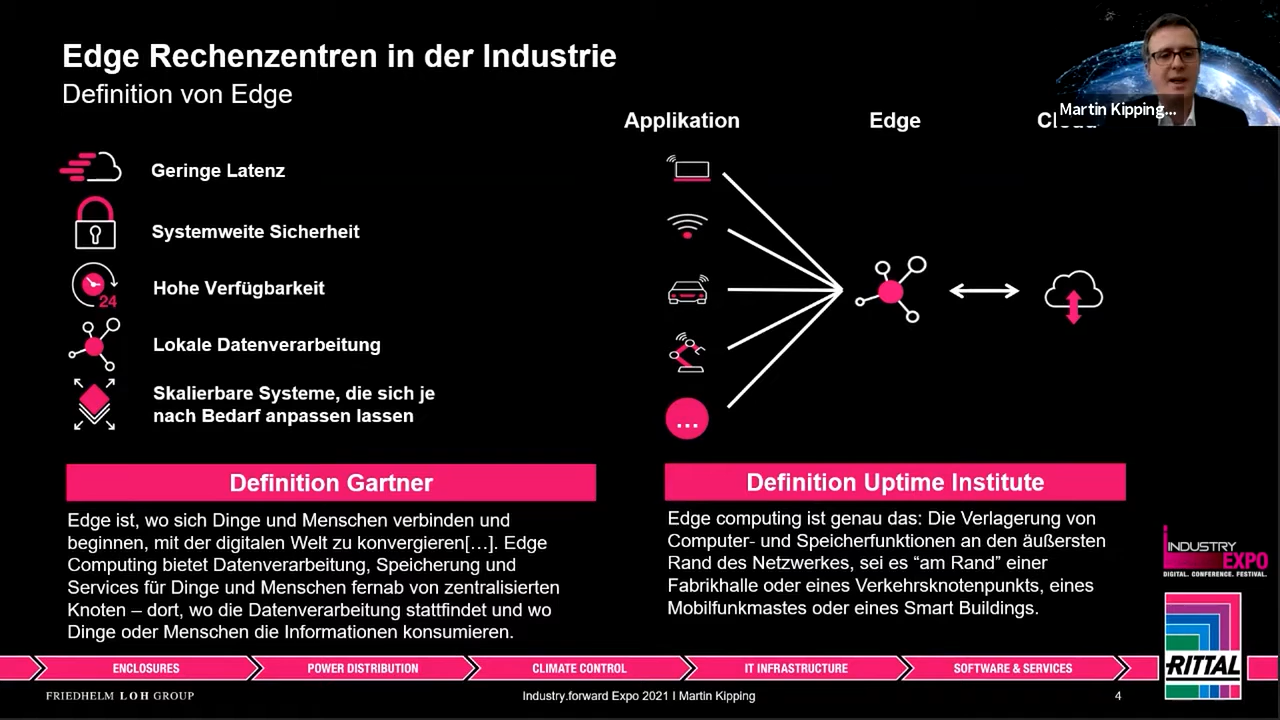 Edge Rechenzentren in der Industrie
Definition von Edge
Martin Kipping...
Applikation
Edge
Geringe Latenz
Systemweite Sicherheit
24
Hohe Verfügbarkeit
Lokale Datenverarbeitung
Skalierbare Systeme, die sich je
nach Bedarf anpassen lassen
...
Definition Gartner
Edge ist, wo sich Dinge und Menschen verbinden und
beginnen, mit der digitalen Welt zu konvergieren[...]. Edge
Computing bietet Datenverarbeitung, Speicherung und
Services für Dinge und Menschen fernab von zentralisierten
Knoten – dort, wo die Datenverarbeitung stattfindet und wo
Dinge oder Menschen die Informationen konsumieren.
Definition Uptime Institute
Edge computing ist genau das: Die Verlagerung von
Computer- und Speicherfunktionen an den äußersten
Rand des Netzwerkes, sei es “am Rand” einer
Fabrikhalle oder eines Verkehrsknotenpunkts, eines
Mobilfunkmastes oder eines Smart Buildings.
INDUSTRY
EXPO
DIGITAL. CONFERENCE. FESTIVAL.
RITTAL
ENCLOSURES
POWER DISTRIBUTION
CLIMATE CONTROL
IT INFRASTRUCTURE
SOFTWARE & SERVICES
FRIEDHELM LOH GROUP
Industry.forward Expo 2021 I Martin Kipping
4